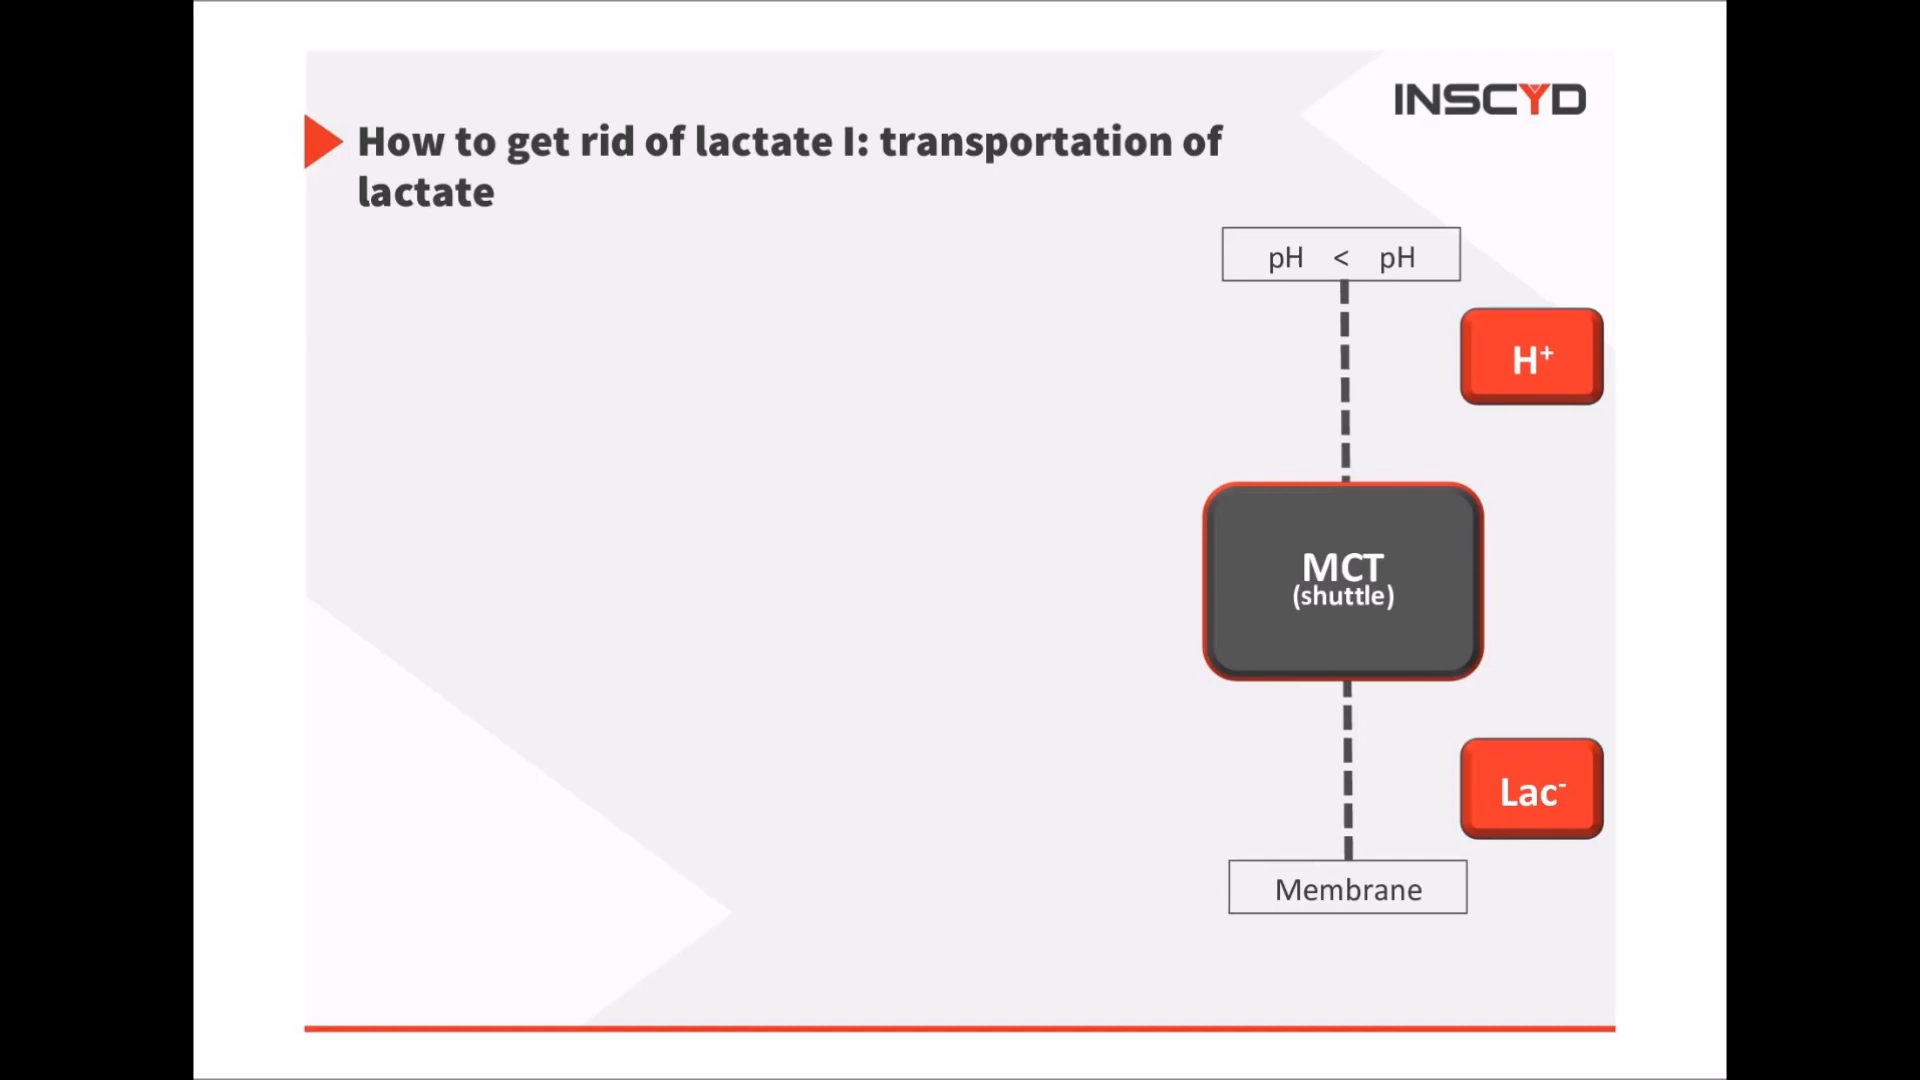 INSCYD
How to get rid of lactate I: transportation of
lactate
pH < pH
H⁺
MCT
(shuttle)
Lac⁻
Membrane